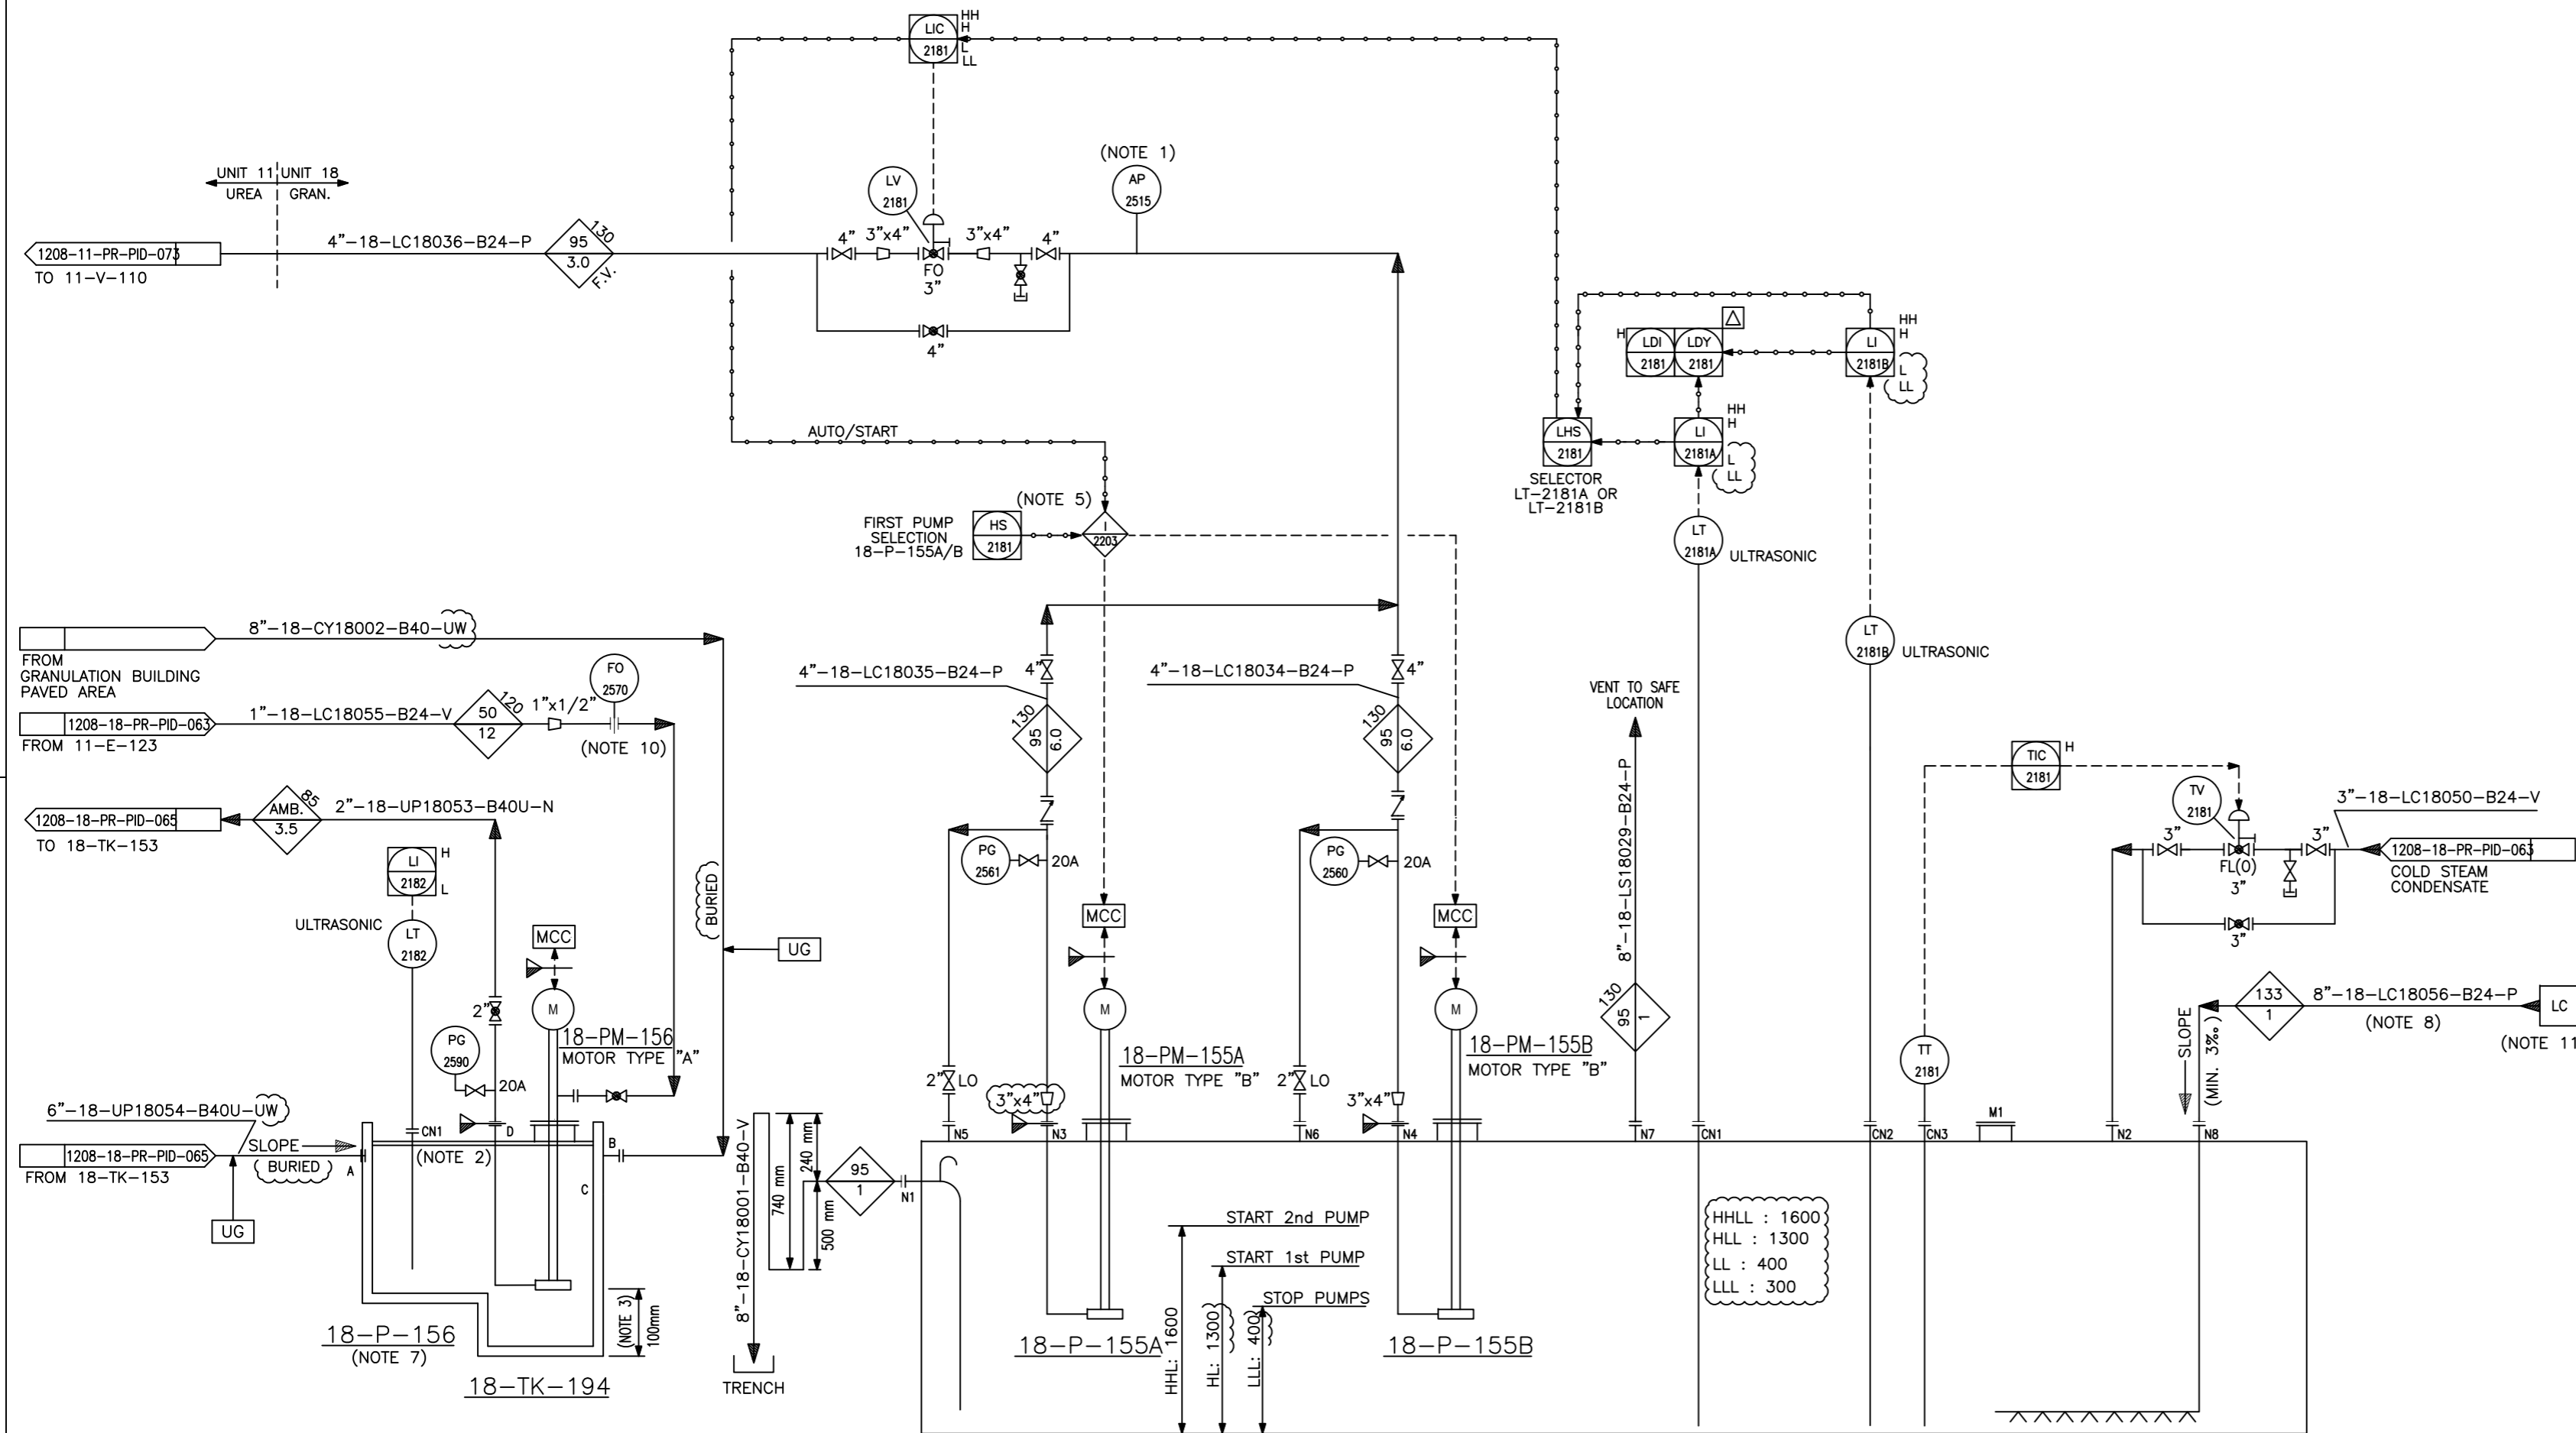 HH
H
L
LL
LIC
2181
(NOTE 1)
AP
2515
LV
2181
UNIT 11
UNIT 18
UREA
GRAN.
1208-11-PR-PID-073
TO 11-V-110
4"-18-LC18036-B24-P
95
130
3.0
F.V.
4"
3"x4"
3"x4"
4"
FO
3"
4"
AUTO/START
H
LDI
2181
LDY
2181
△
LI
2181B
HH
H
L
LL
LHS
2181
LI
2181A
HH
H
L
LL
SELECTOR
LT-2181A OR
LT-2181B
(NOTE 5)
FIRST PUMP
SELECTION
18-P-155A/B
HS
2181
I
2203
LT
2181A
ULTRASONIC
LT
2181B
ULTRASONIC
8"-18-CY18002-B40-UW
FROM
GRANULATION BUILDING
PAVED AREA
FO
2570
1208-18-PR-PID-063
FROM 11-E-123
1"-18-LC18055-B24-V
50
120
12
1"x1/2"
(NOTE 10)
4"-18-LC18035-B24-P
4"
4"-18-LC18034-B24-P
4"
130
95
6.0
130
95
6.0
VENT TO SAFE
LOCATION
8"-18-LS18029-B24-P
130
95
1
1208-18-PR-PID-065
TO 18-TK-153
AMB.
85
3.5
2"-18-UP18053-B40U-N
LI
2182
H
L
ULTRASONIC
LT
2182
MCC
M
BURIED
UG
PG
2561
20A
PG
2560
20A
MCC
MCC
M
M
TIC
2181
H
TV
2181
3"-18-LC18050-B24-V
3"
3"
FL(O)
3"
3"
1208-18-PR-PID-063
COLD STEAM
CONDENSATE
2"
PG
2590
20A
18-PM-156
MOTOR TYPE "A"
18-PM-155A
MOTOR TYPE "B"
18-PM-155B
MOTOR TYPE "B"
2"
LO
2"
LO
3"x4"
3"x4"
TT
2181
133
1
8"-18-LC18056-B24-P
(NOTE 8)
LC
(NOTE 11
SLOPE
(MIN. 3‰)
6"-18-UP18054-B40U-UW
SLOPE
(BURIED)
1208-18-PR-PID-065
FROM 18-TK-153
UG
A
CN1
D
B
C
(NOTE 2)
(NOTE 3)
100mm
18-P-156
(NOTE 7)
18-TK-194
8"-18-CY18001-B40-V
TRENCH
740 mm
240 mm
500 mm
95
1
N1
N5
N3
N6
N4
N7
CN1
CN2
CN3
M1
N2
N8
START 2nd PUMP
START 1st PUMP
STOP PUMPS
HHL: 1600
HL: 1300
LLL: 400
18-P-155A
18-P-155B
HHLL : 1600
HLL : 1300
LL : 400
LLL : 300